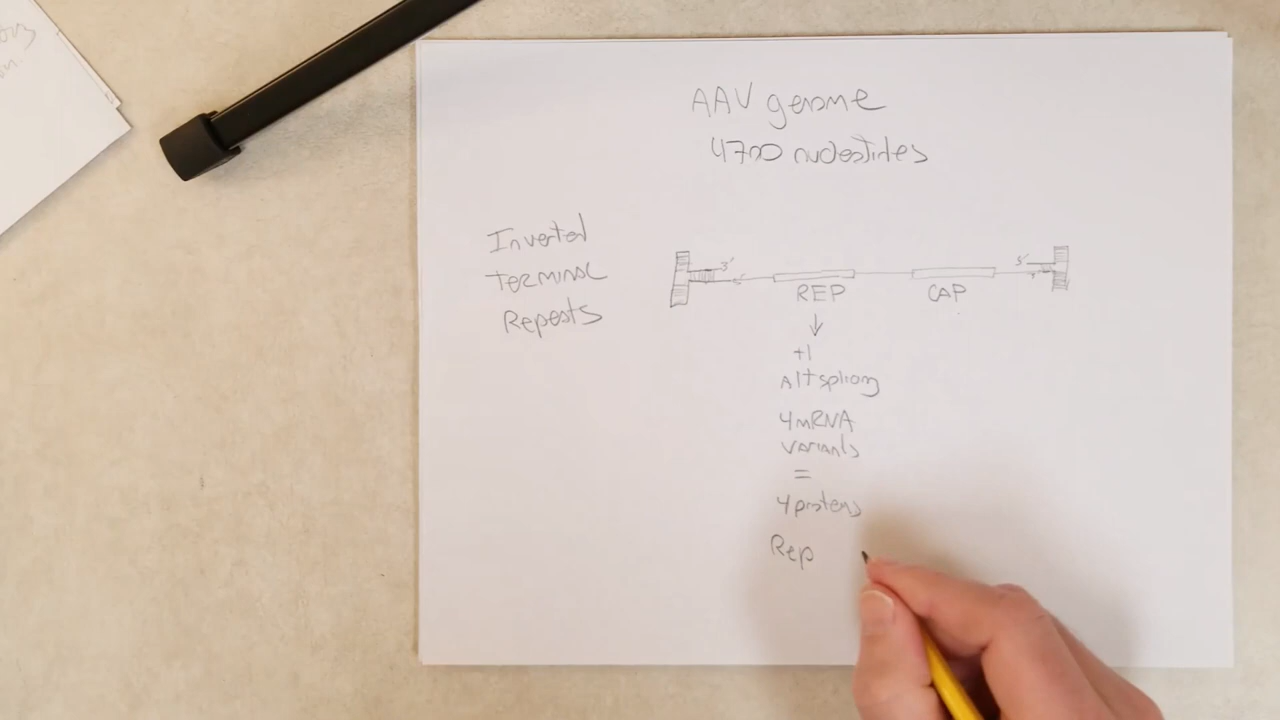 AAV genome
4700 nucleotides
Inverted
terminal
Repeats
3'
5'
REP
CAP
+1
Alt splicing
4 mRNA
variants
=
4 proteins
Rep